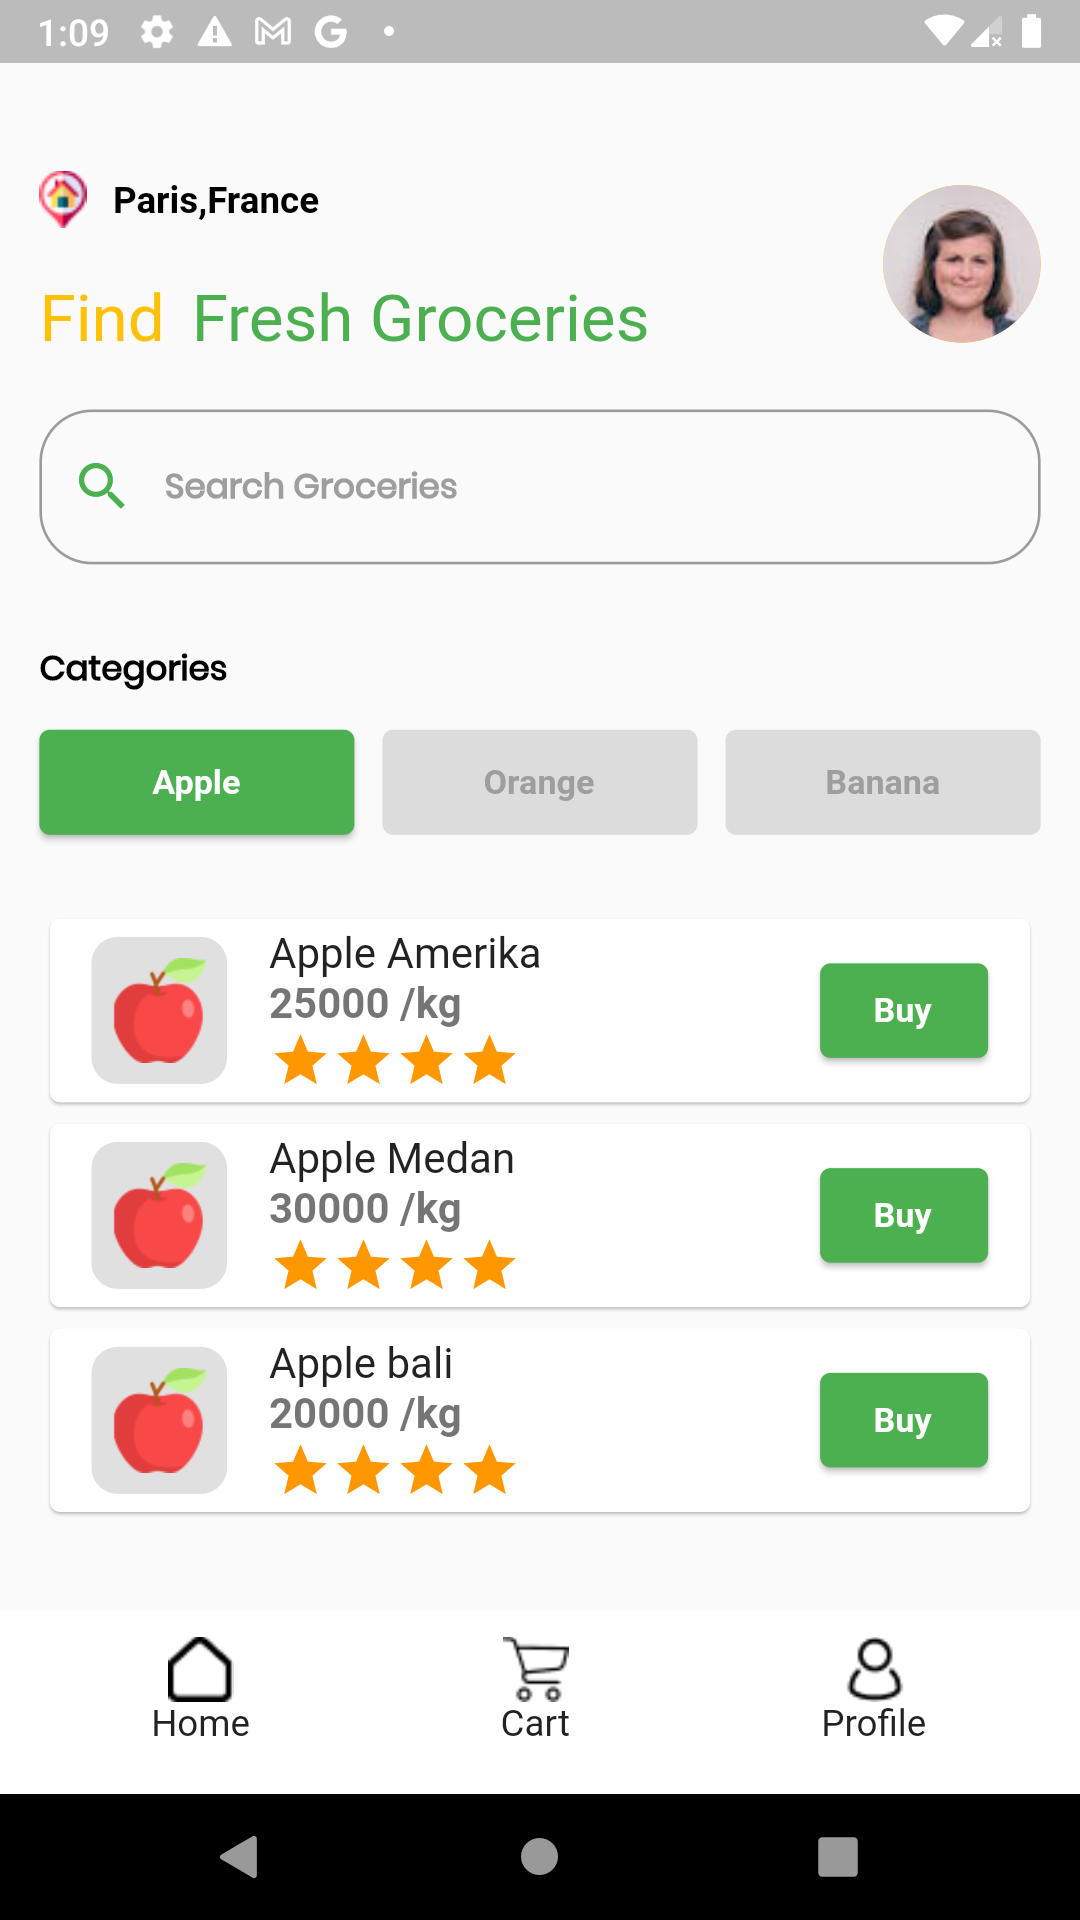 1:09
Paris,France
Find Fresh Groceries
Search Groceries
Categories
Apple
Orange
Banana
Apple Amerika
25000 /kg
Buy
Apple Medan
30000 /kg
Buy
Apple bali
20000 /kg
Buy
Home
Cart
Profile